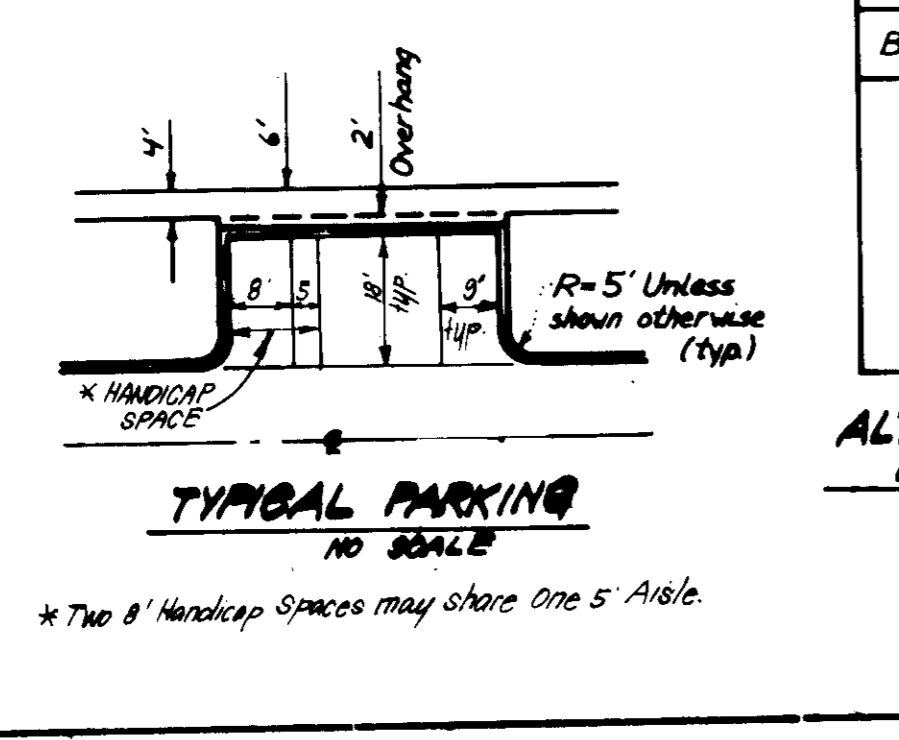 B
4'
6'
2'
Overhang
8'
5
18'
typ.
9'
typ.
R=5' Unless
shown otherwise
(typ.)
* HANDICAP
SPACE
TYPICAL PARKING
NO SCALE
* Two 8' Handicap Spaces may share One 5' Aisle.